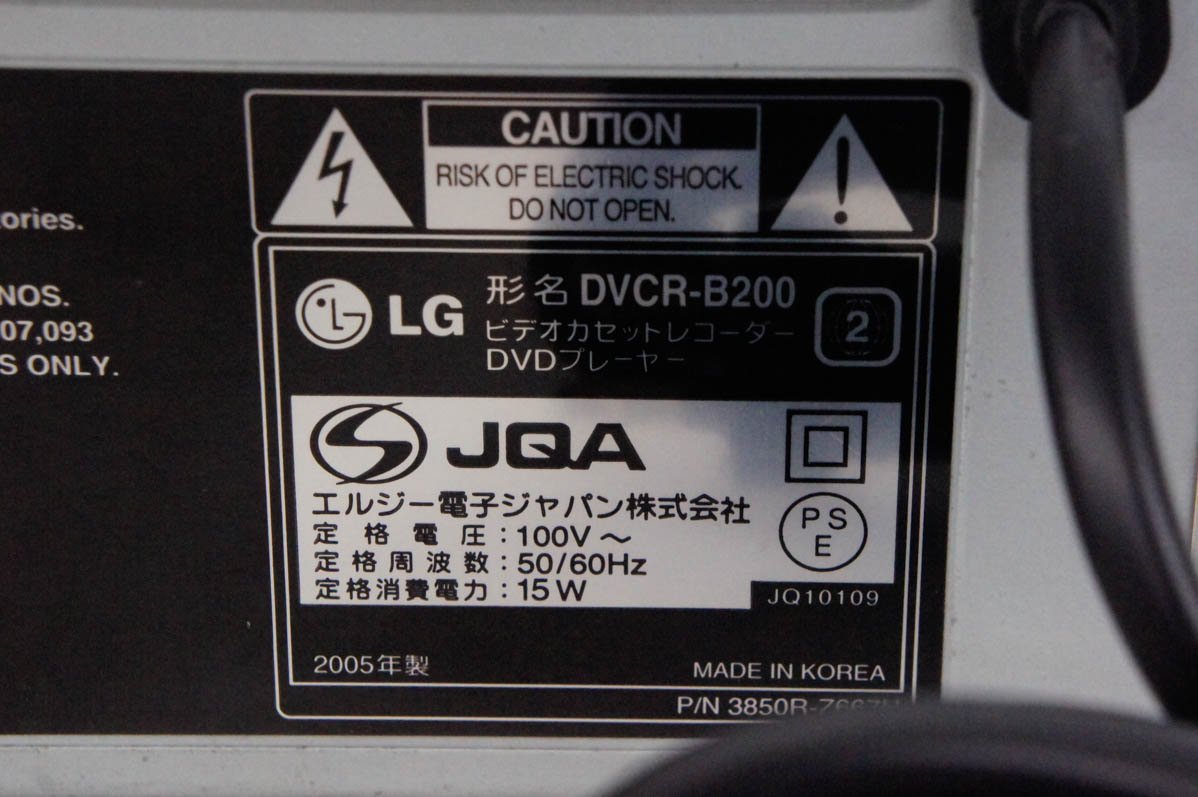 CAUTION
RISK OF ELECTRIC SHOCK.
DO NOT OPEN.
NOS.
07,093
ONLY.
LG
形名 DVCR-B200
ビデオカセットレコーダー
DVDプレーヤー
2
JQA
エルジー電子ジャパン株式会社
定格電圧:100V～
定格周波数:50/60Hz
定格消費電力:15W
PS
E
JQ10109
2005年製
MADE IN KOREA
P/N